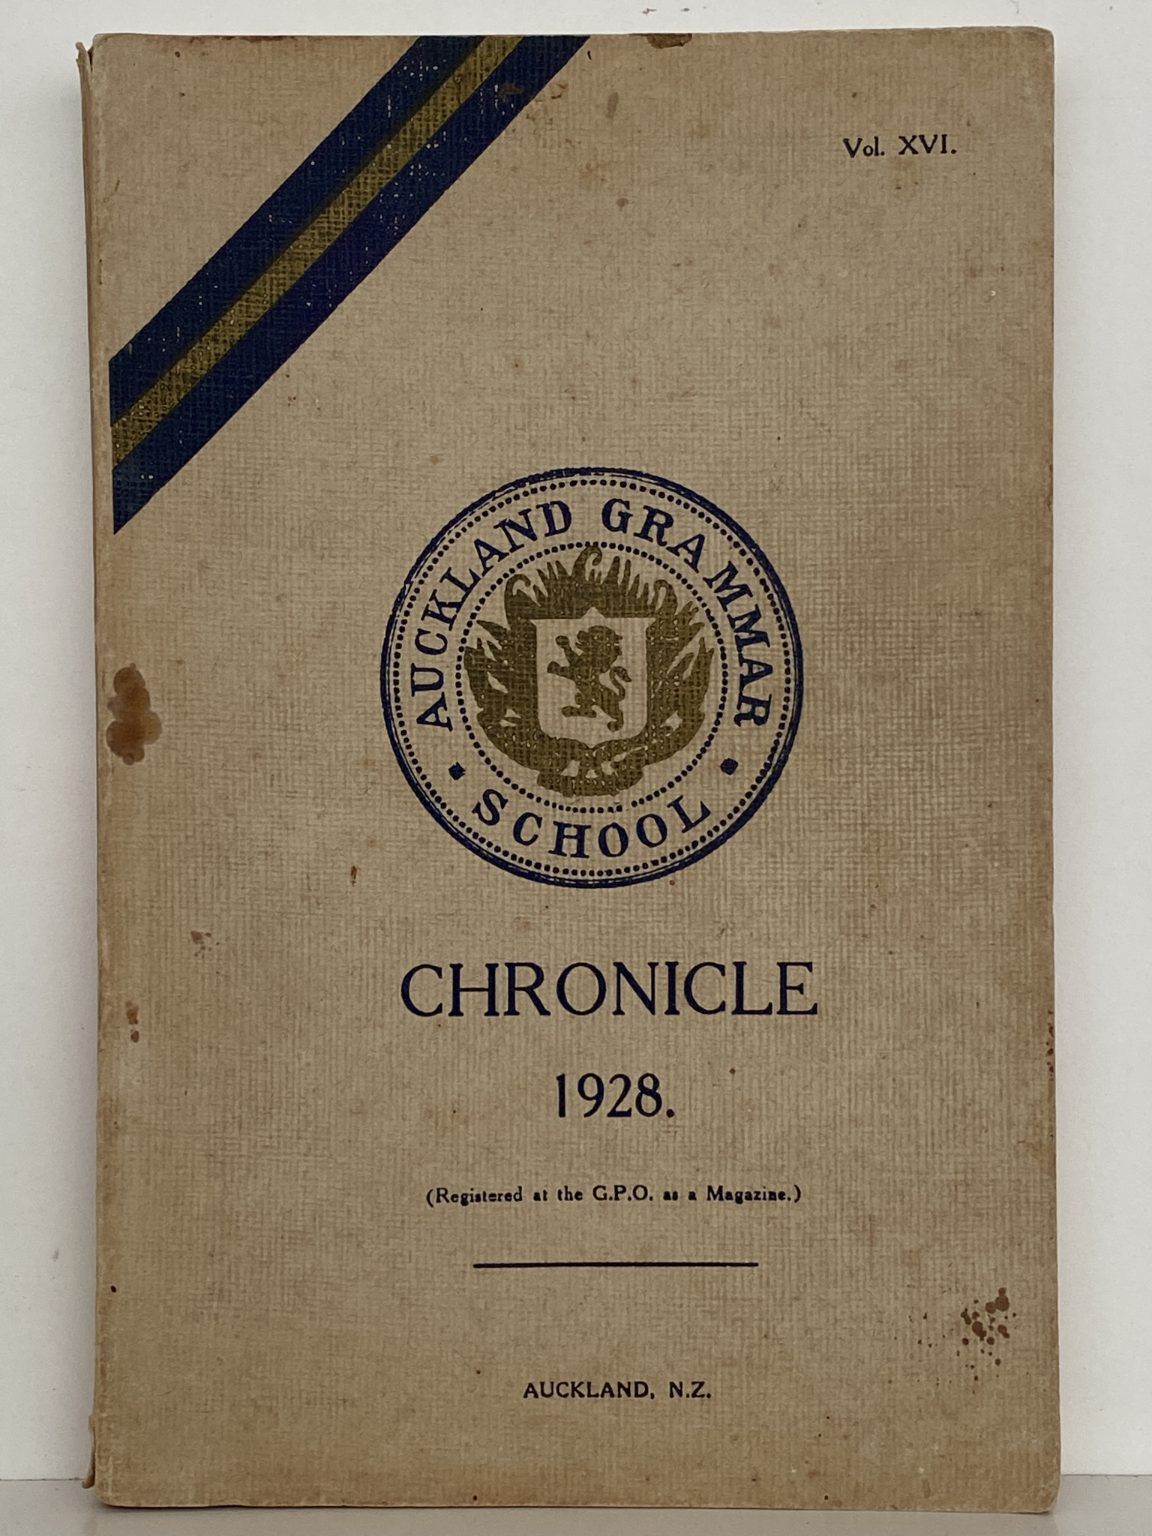 Vol. XVI.
AUCKLAND GRAMMAR
SCHOOL
CHRONICLE
1928.
(Registered at the G.P.O. as a Magazine.)
AUCKLAND, N.Z.